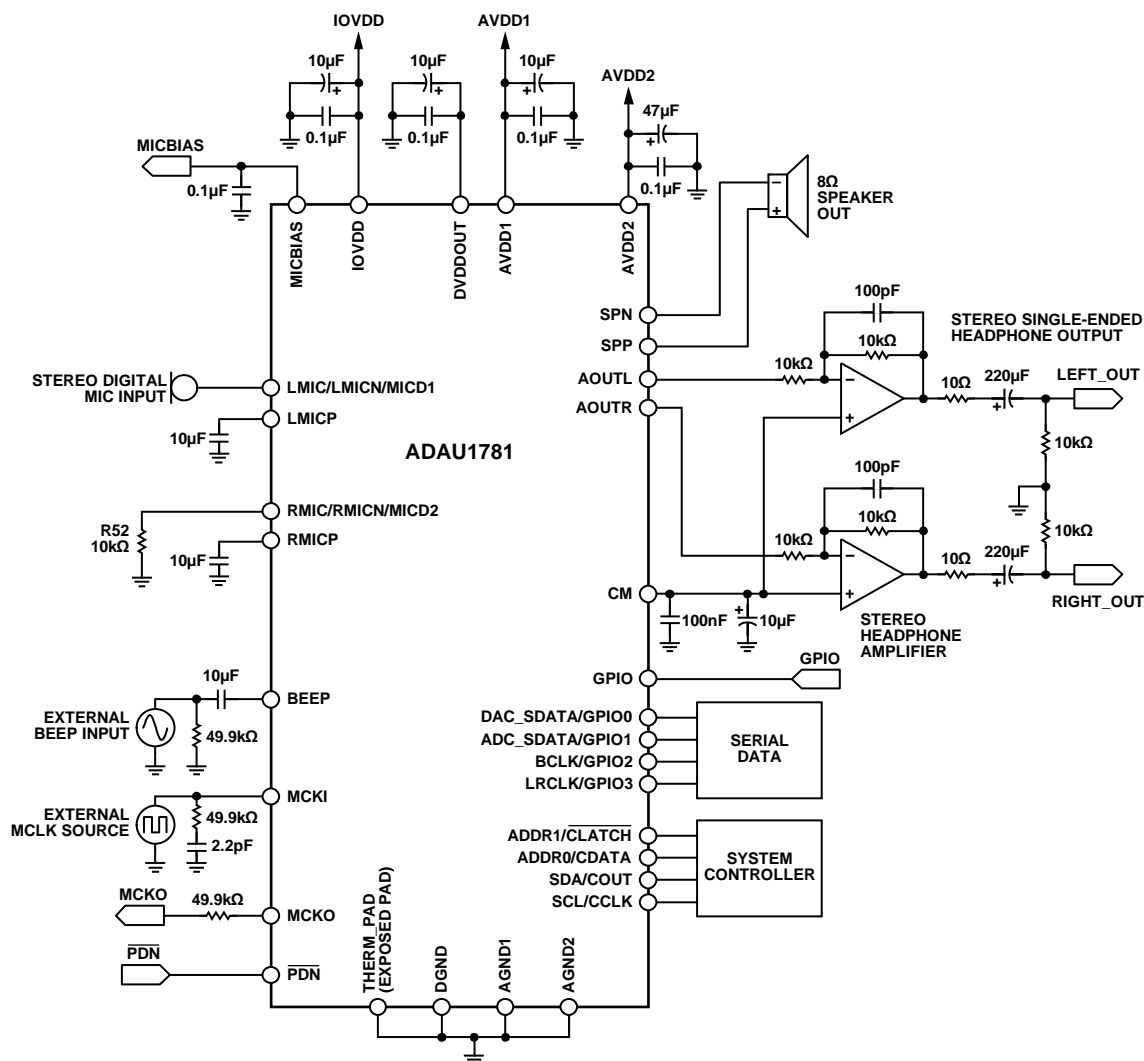 IOVDD
AVDD1
10µF
+
10µF
+
10µF
+
AVDD2
47µF
+
0.1µF
0.1µF
0.1µF
MICBIAS
0.1µF
0.1µF
8Ω
SPEAKER
OUT
−
+
MICBIAS
IOVDD
DVDDOUT
AVDD1
AVDD2
SPN
SPP
AOUTL
AOUTR
100pF
10kΩ
10kΩ
−
+
10Ω
220µF
+
STEREO SINGLE-ENDED
HEADPHONE OUTPUT
LEFT_OUT
10kΩ
STEREO DIGITAL
MIC INPUT
LMIC/LMICN/MICD1
10µF
LMICP
ADAU1781
R52
10kΩ
RMIC/RMICN/MICD2
10µF
RMICP
100pF
10kΩ
10kΩ
−
+
10Ω
220µF
+
10kΩ
RIGHT_OUT
CM
100nF
+
10µF
STEREO
HEADPHONE
AMPLIFIER
GPIO
GPIO
10µF
BEEP
EXTERNAL
BEEP INPUT
49.9kΩ
DAC_SDATA/GPIO0
ADC_SDATA/GPIO1
BCLK/GPIO2
LRCLK/GPIO3
SERIAL
DATA
MCKI
EXTERNAL
MCLK SOURCE
49.9kΩ
2.2pF
ADDR1/CLATCH
ADDR0/CDATA
SDA/COUT
SCL/CCLK
SYSTEM
CONTROLLER
MCKO
49.9kΩ
MCKO
PDN
PDN
THERM_PAD
(EXPOSED PAD)
DGND
AGND1
AGND2